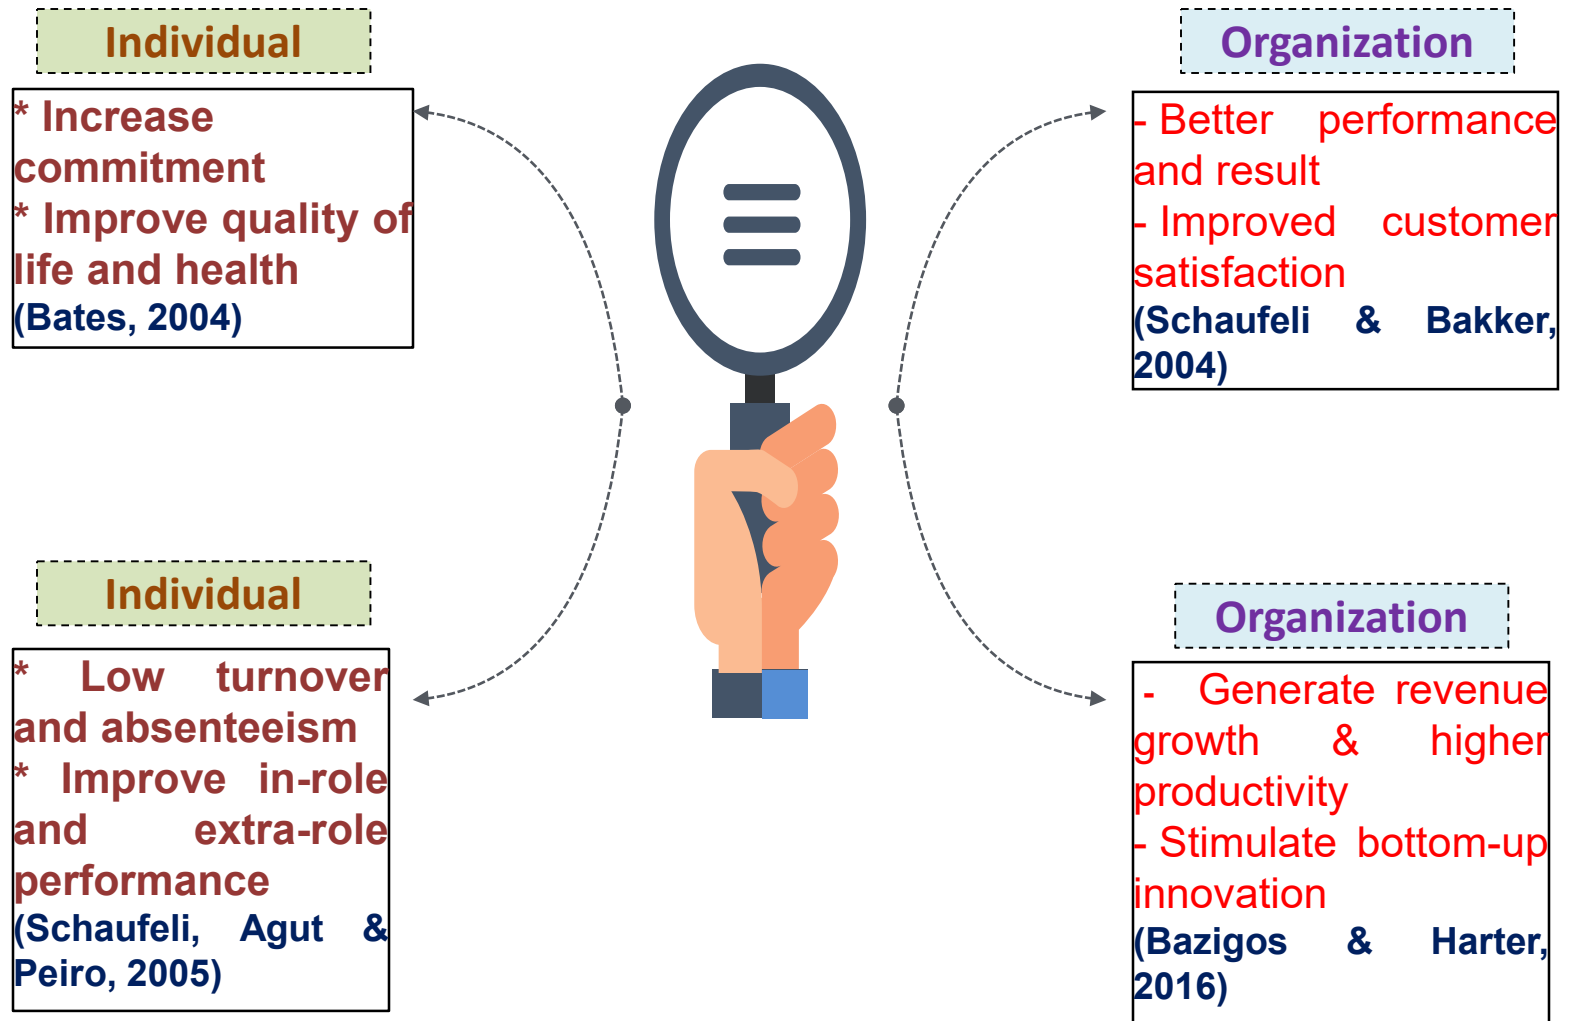 Individual
* Increase
commitment
* Improve quality of
life and health
(Bates, 2004)
Organization
- Better performance
and result
- Improved customer
satisfaction
(Schaufeli & Bakker,
2004)
Individual
* Low turnover
and absenteeism
* Improve in-role
and extra-role
performance
(Schaufeli, Agut &
Peiro, 2005)
Organization
- Generate revenue
growth & higher
productivity
- Stimulate bottom-up
innovation
(Bazigos & Harter,
2016)